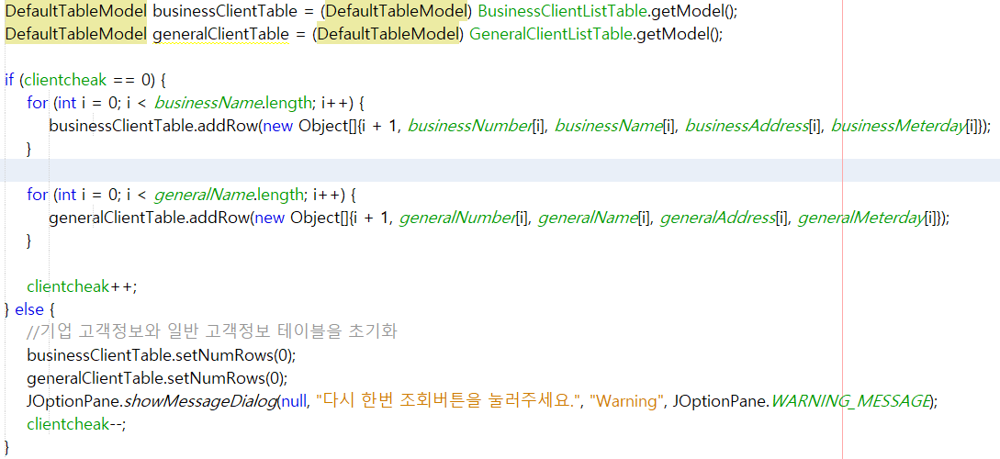 DefaultTableModel businessClientTable = (DefaultTableModel) BusinessClientListTable.getModel();
DefaultTableModel generalClientTable = (DefaultTableModel) GeneralClientListTable.getModel();
if (clientcheak == 0) {
for (int i = 0; i < businessName.length; i++) {
businessClientTable.addRow(new Object[]{i + 1, businessNumber[i], businessName[i], businessAddress[i], businessMeterday[i]});
}
for (int i = 0; i < generalName.length; i++) {
generalClientTable.addRow(new Object[]{i + 1, generalNumber[i], generalName[i], generalAddress[i], generalMeterday[i]});
}
clientcheak++;
} else {
//기업 고객정보와 일반 고객정보 테이블을 초기화
businessClientTable.setNumRows(0);
generalClientTable.setNumRows(0);
JOptionPane.showMessageDialog(null, "다시 한번 조회버튼을 눌러주세요.", "Warning", JOptionPane.WARNING_MESSAGE);
clientcheak--;
}